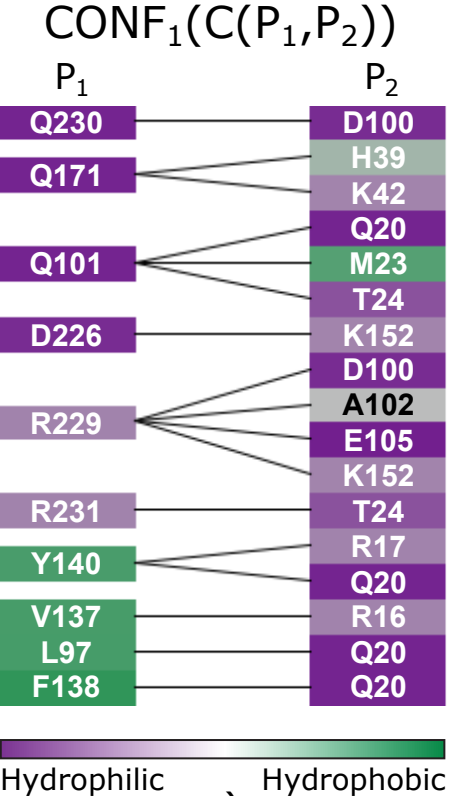 CONF₁(C(P₁,P₂))
P₁ P₂
Q230 D100
H39
Q171
K42
Q20
Q101 M23
T24
D226 K152
D100
A102
R229
E105
K152
R231 T24
R17
Y140
Q20
V137 R16
L97 Q20
F138 Q20
Hydrophilic Hydrophobic